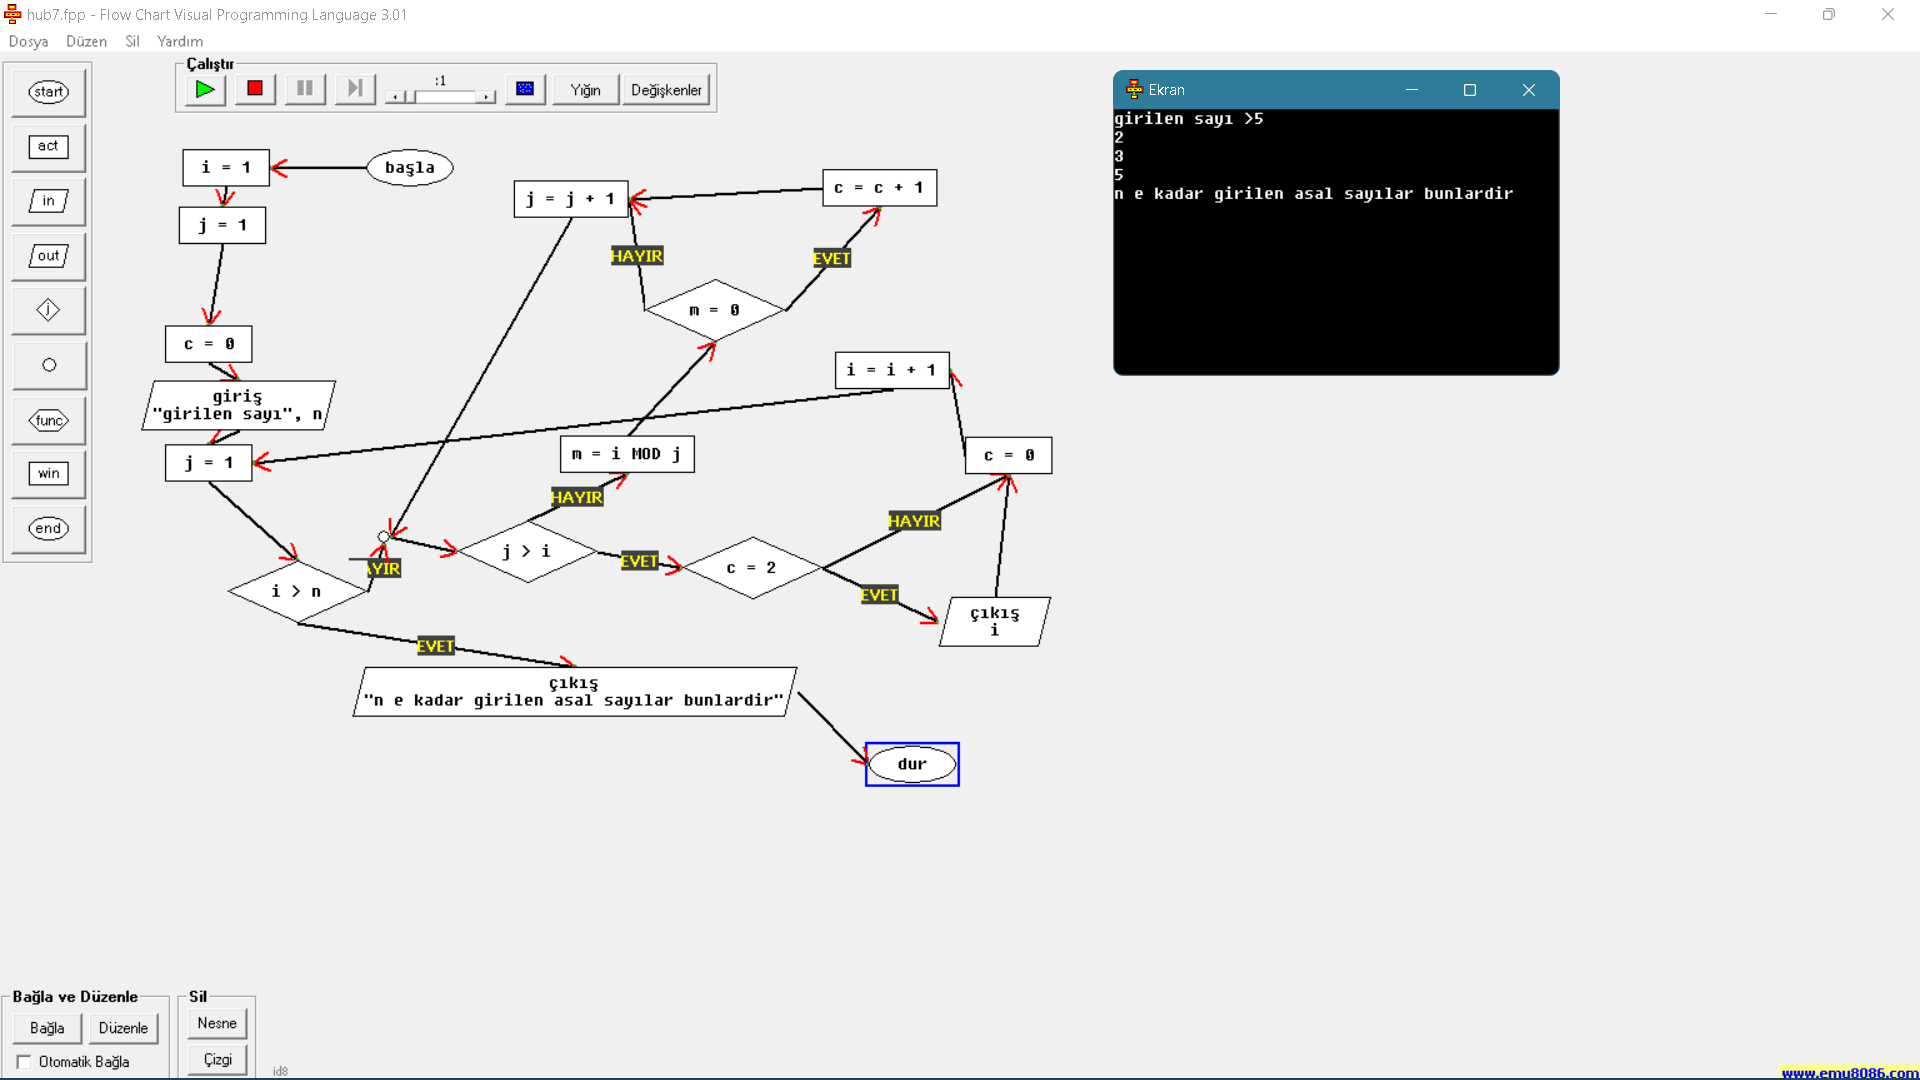 hub7.fpp - Flow Chart Visual Programming Language 3.01
Dosya Düzen Sil Yardım
Çalıştır
:1
Yığın
Değişkenler
start
act
in
out
j
func
win
end
başla
i = 1
j = 1
c = 0
giriş
"girilen sayı", n
j = 1
i > n
AYIR
EVET
j = j + 1
c = c + 1
HAYIR
EVET
m = 0
i = i + 1
m = i MOD j
HAYIR
j > i
EVET
c = 2
HAYIR
EVET
c = 0
çıkış
i
çıkış
"n e kadar girilen asal sayılar bunlardir"
dur
Ekran
girilen sayı >5
2
3
5
n e kadar girilen asal sayılar bunlardir
Bağla ve Düzenle
Bağla
Düzenle
Otomatik Bağla
Sil
Nesne
Çizgi
id8
www.emu8086.com